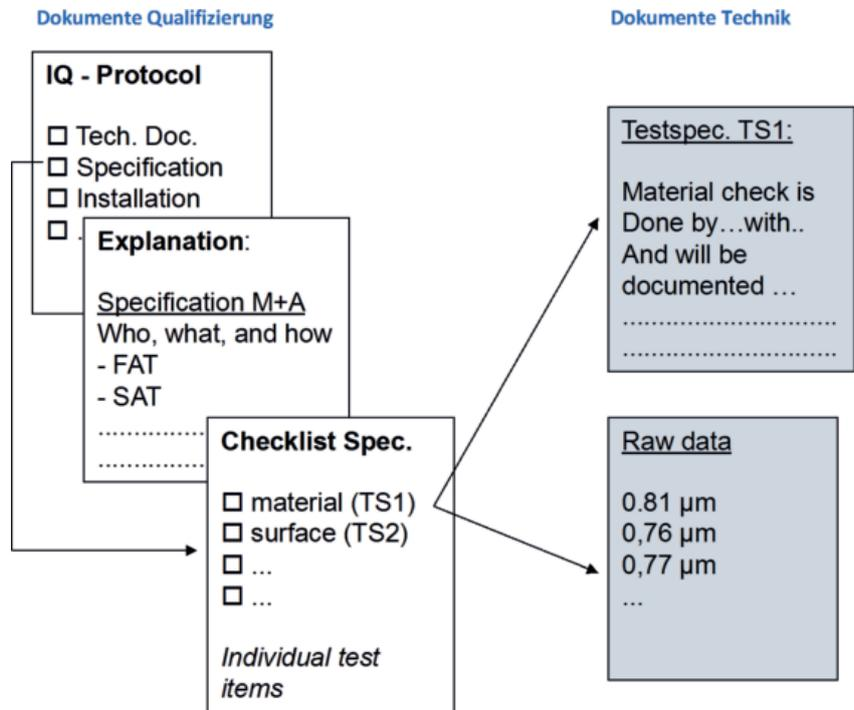 Dokumente Qualifizierung
Dokumente Technik
IQ - Protocol
☐ Tech. Doc.
☐ Specification
☐ Installation
☐ .
Explanation:
Specification M+A
Who, what, and how
- FAT
- SAT
................
................
Checklist Spec.
☐ material (TS1)
☐ surface (TS2)
☐ ...
☐ ...
Individual test
items
Testspec. TS1:
Material check is
Done by…with..
And will be
documented …
..............................
..............................
Raw data
0.81 µm
0,76 µm
0,77 µm
...